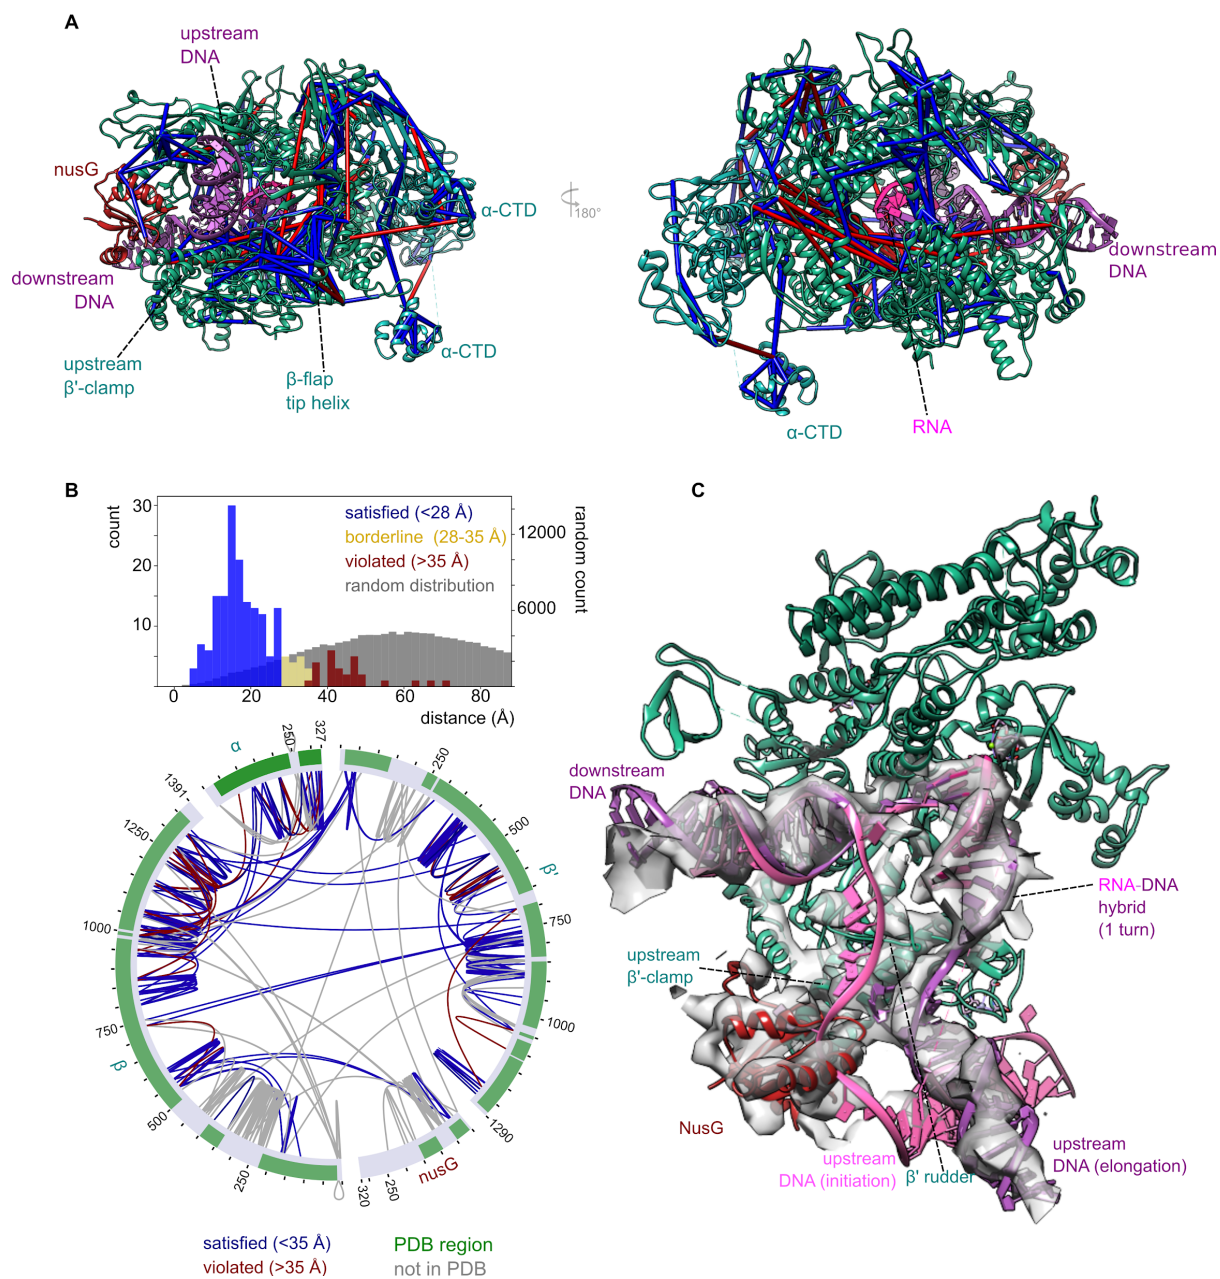 A
upstream
DNA
nusG
α-CTD
downstream
DNA
α-CTD
upstream
β'-clamp
β-flap
tip helix
180°
downstream
DNA
α-CTD
RNA
B
count
30
20
10
satisfied (<28 Å)
borderline (28-35 Å)
violated (>35 Å)
random distribution
12000
6000
random count
0
20
40
60
80
distance (Å)
α
250
327
250
500
β'
750
1000
1290
nusG
250
320
250
500
β
750
1000
1250
1391
satisfied (<35 Å)
violated (>35 Å)
PDB region
not in PDB
C
downstream
DNA
RNA-DNA
hybrid
(1 turn)
upstream
β'-clamp
NusG
upstream
DNA (initiation)
β' rudder
upstream
DNA (elongation)